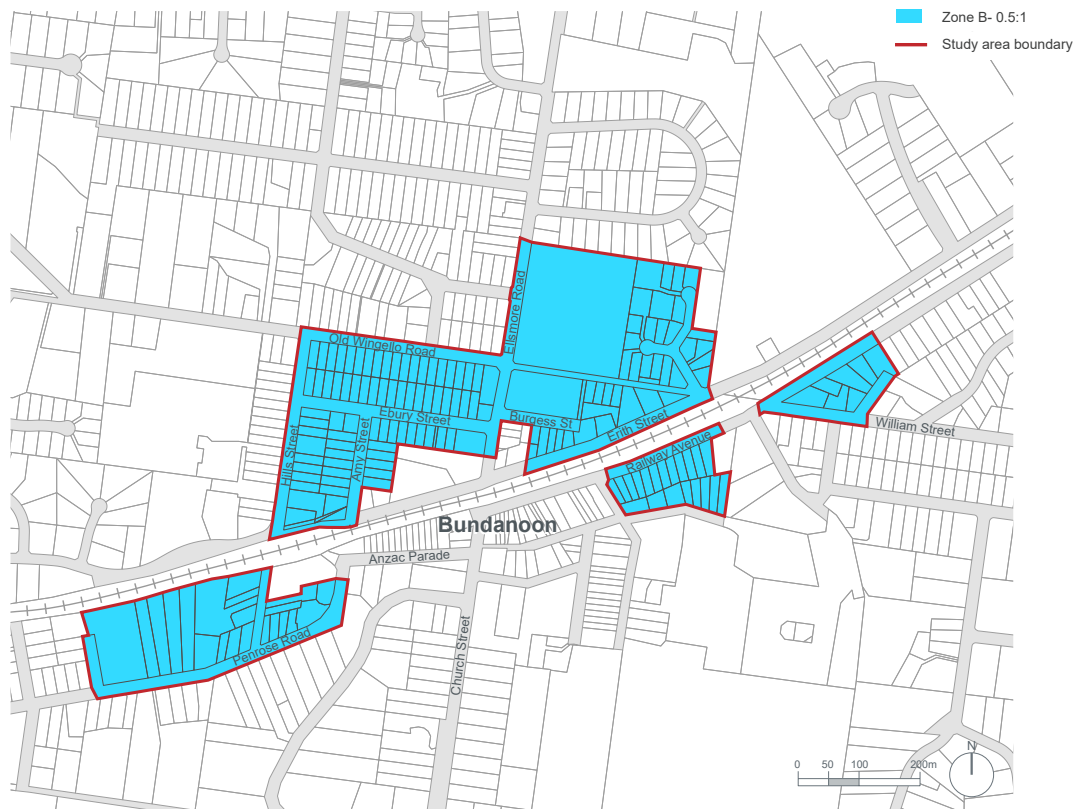 Zone B- 0.5:1
Study area boundary
Ellsmore Road
Old Wingello Road
Ebury Street
Burgess St
Erith Street
Hills Street
Amy Street
Railway Avenue
William Street
Bundanoon
Anzac Parade
Penrose Road
Church Street
N
0 50 100 200m